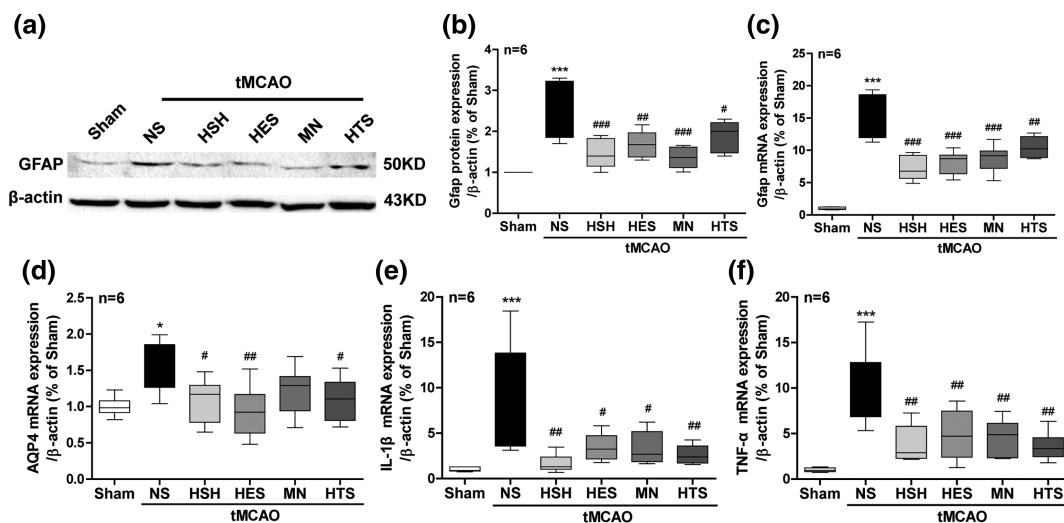 (a)
tMCAO
Sham NS HSH HES MN HTS
GFAP 50KD
β-actin 43KD
(b)
Gfap protein expression
/β-actin (% of Sham)
n=6
4
3
2
1
0
***
###
##
###
#
Sham NS HSH HES MN HTS
tMCAO
(c)
Gfap mRNA expression
/β-actin (% of Sham)
n=6
25
20
15
10
5
0
***
###
###
###
##
Sham NS HSH HES MN HTS
tMCAO
(d)
AQP4 mRNA expression
/β-actin (% of Sham)
n=6
2.5
2.0
1.5
1.0
0.5
0.0
*
#
##
#
Sham NS HSH HES MN HTS
tMCAO
(e)
IL-1β mRNA expression
/β-actin (% of Sham)
n=6
20
15
10
5
0
***
##
#
#
##
Sham NS HSH HES MN HTS
tMCAO
(f)
TNF-α mRNA expression
/β-actin (% of Sham)
n=6
20
15
10
5
0
***
##
##
##
##
Sham NS HSH HES MN HTS
tMCAO